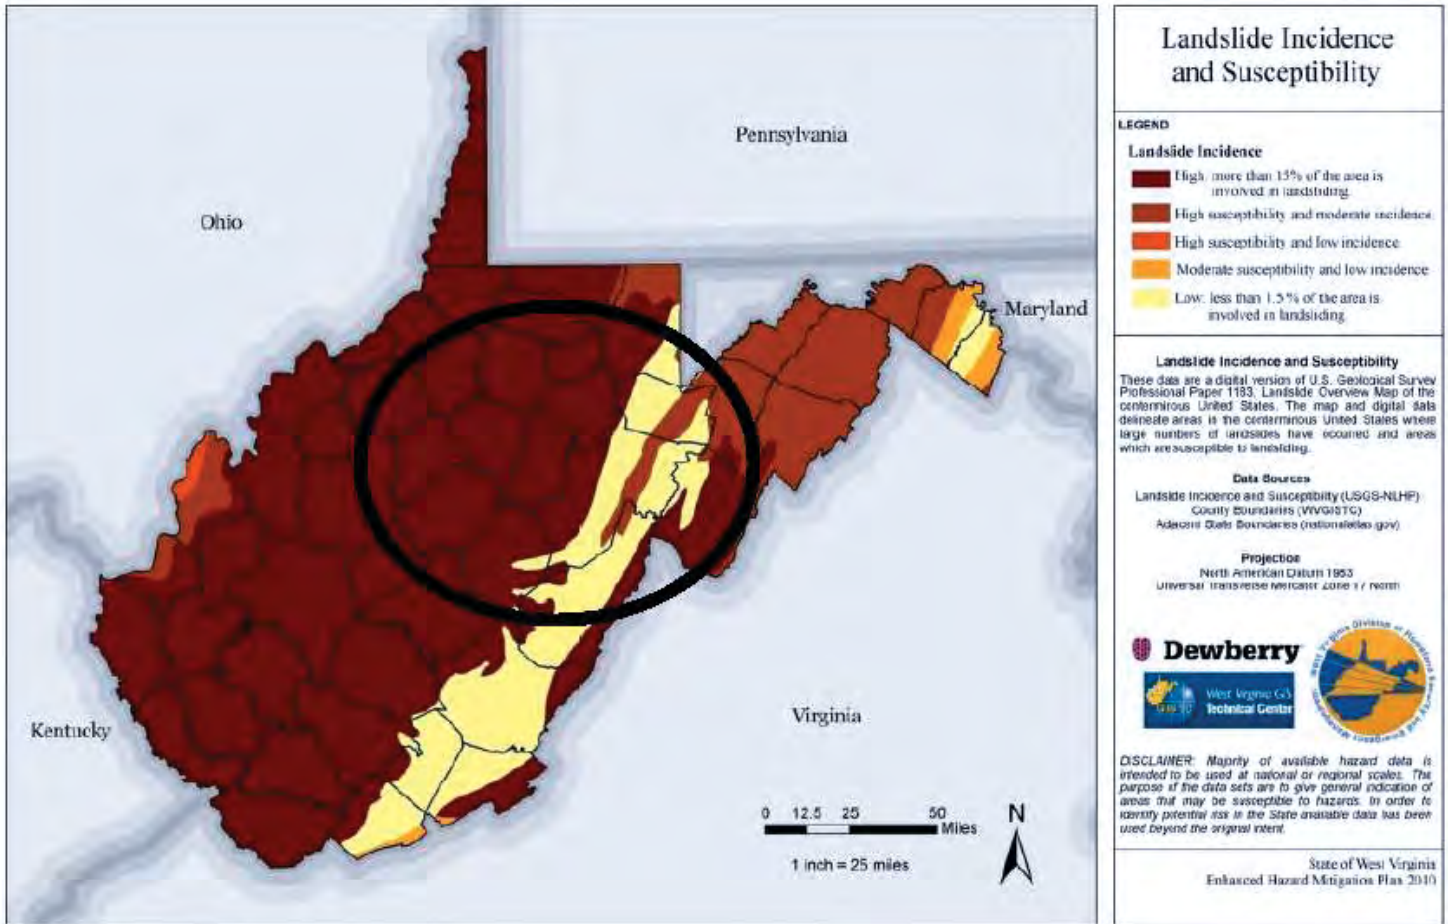 Pennsylvania
Ohio
Maryland
Kentucky
Virginia
0 12.5 25 50
Miles
1 inch = 25 miles
N
Landslide Incidence
and Susceptibility
LEGEND
Landslide Incidence
High: more than 15% of the area is
involved in landsliding
High susceptibility and moderate incidence
High susceptibility and low incidence
Moderate susceptibility and low incidence
Low: less than 1.5% of the area is
involved in landsliding
Landslide Incidence and Susceptibility
These data are a digital version of U.S. Geological Survey
Professional Paper 1183, Landslide Overview Map of the
conterminous United States. The map and digital data
delineate areas in the conterminous United States where
large numbers of landslides have occurred and areas
which are susceptible to landsliding.
Data Sources
Landslide Incidence and Susceptibility (USGS-NLHP)
County Boundaries (WVGISTC)
Adjacent State Boundaries (nationalatlas.gov)
Projection
North American Datum 1983
Universal Transverse Mercator Zone 17 North
Dewberry
West Virginia GIS
Technical Center
DISCLAIMER: Majority of available hazard data is
intended to be used at national or regional scales. The
purpose of the data sets are to give general indication of
areas that may be susceptible to hazards. In order to
identify potential risk in the State available data has been
used beyond the original intent.
State of West Virginia
Enhanced Hazard Mitigation Plan 2010